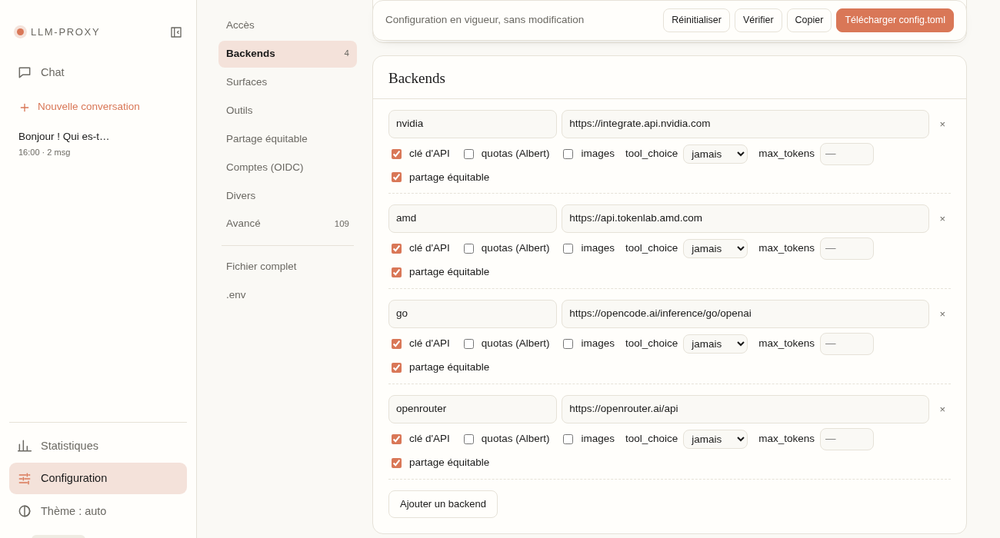 LLM-PROXY
Chat
Nouvelle conversation
Bonjour ! Qui es-t…
16:00 · 2 msg
Statistiques
Configuration
Thème : auto
Accès
Backends 4
Surfaces
Outils
Partage équitable
Comptes (OIDC)
Divers
Avancé 109
Fichier complet
.env
Configuration en vigueur, sans modification Réinitialiser Vérifier Copier Télécharger config.toml
Backends
nvidia https://integrate.api.nvidia.com ×
clé d'API quotas (Albert) images tool_choice jamais max_tokens —
partage équitable
amd https://api.tokenlab.amd.com ×
clé d'API quotas (Albert) images tool_choice jamais max_tokens —
partage équitable
go https://opencode.ai/inference/go/openai ×
clé d'API quotas (Albert) images tool_choice jamais max_tokens —
partage équitable
openrouter https://openrouter.ai/api ×
clé d'API quotas (Albert) images tool_choice jamais max_tokens —
partage équitable
Ajouter un backend